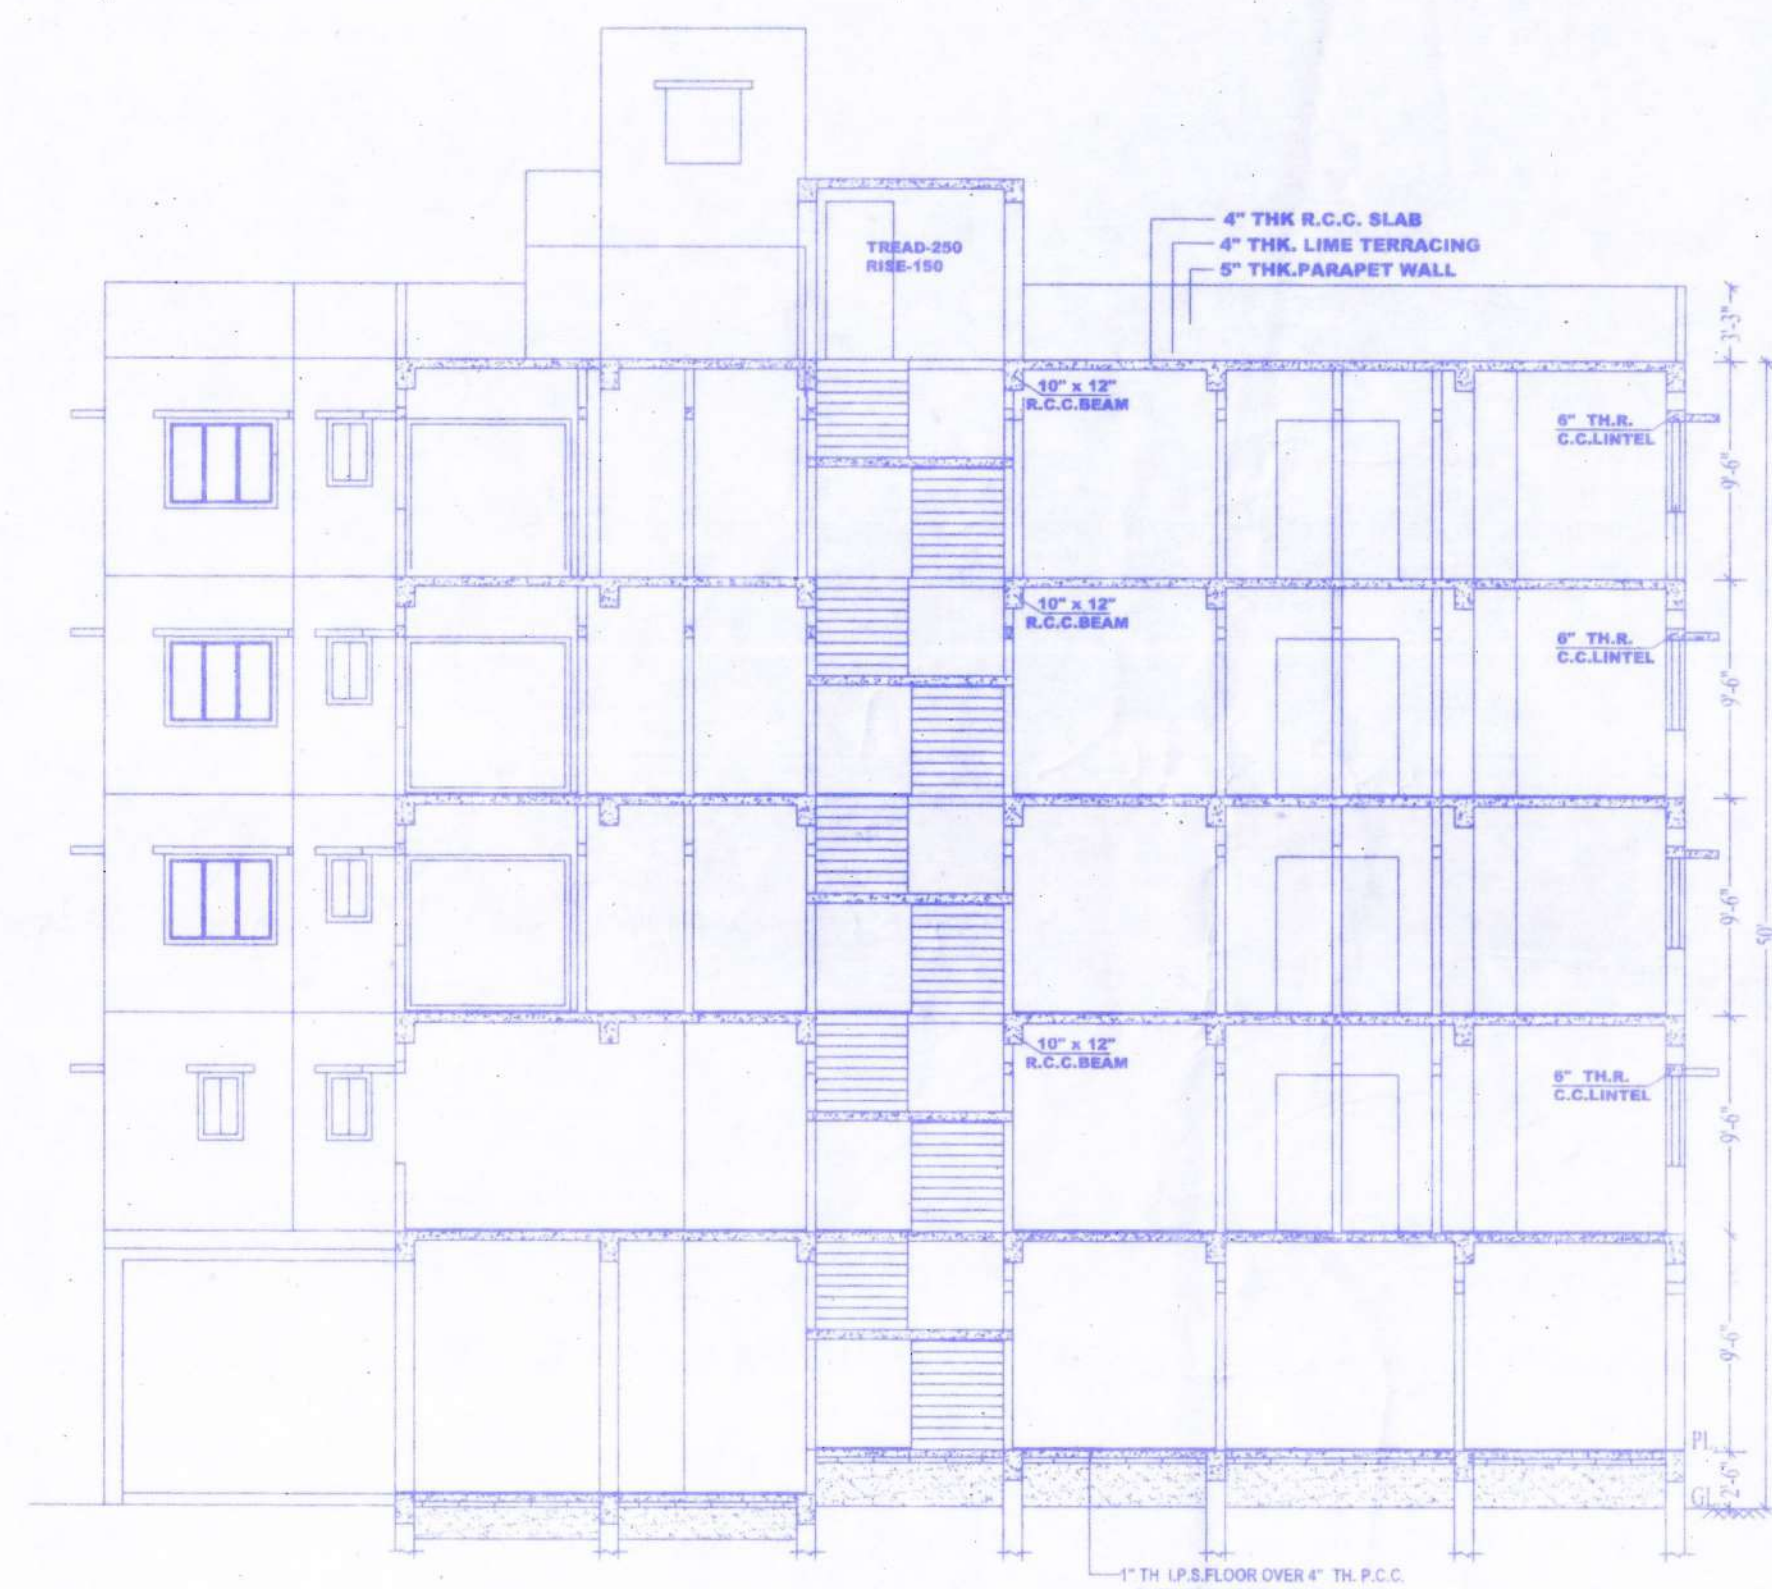 4" THK R.C.C. SLAB
4" THK. LIME TERRACING
5" THK.PARAPET WALL
TREAD-250
RISE-150
3'-3"
10" x 12"
R.C.C.BEAM
6" TH.R.
C.C.LINTEL
9'-6"
10" x 12"
R.C.C.BEAM
6" TH.R.
C.C.LINTEL
9'-6"
9'-6"
50'
10" x 12"
R.C.C.BEAM
6" TH.R.
C.C.LINTEL
9'-6"
9'-6"
PL
2'-6"
GL
1" TH I.P.S.FLOOR OVER 4" TH. P.C.C.